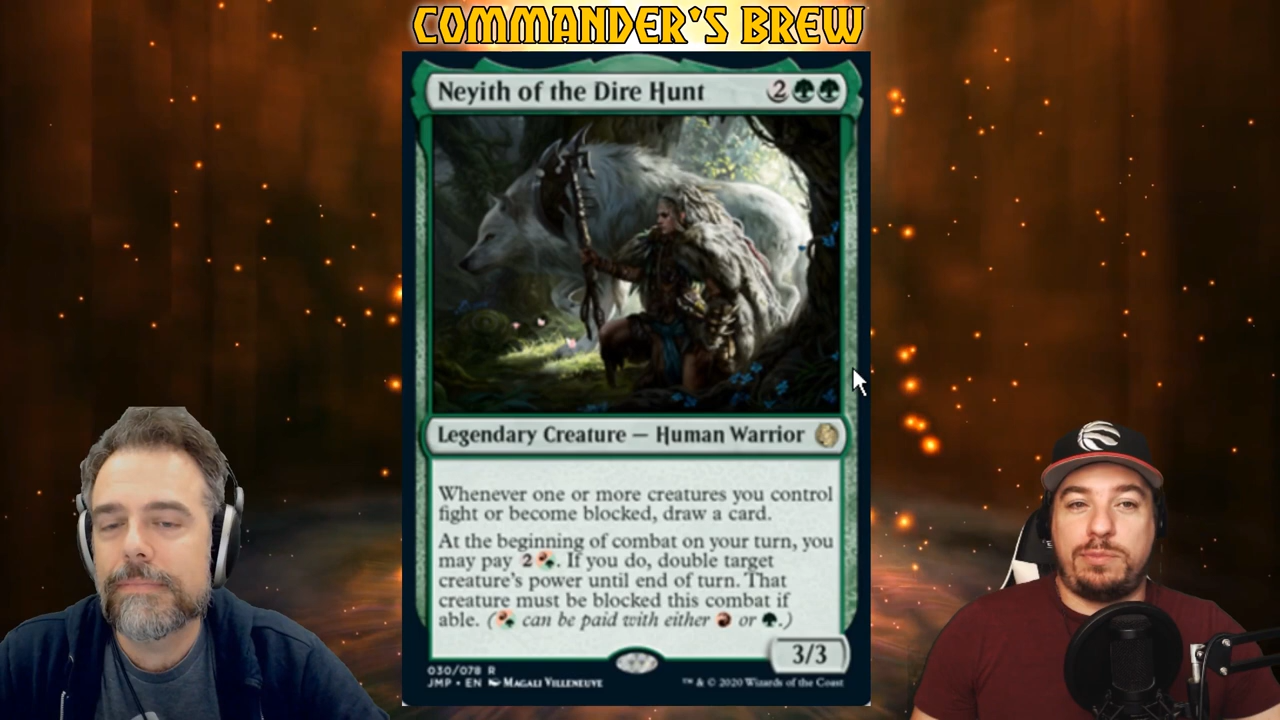 COMMANDER'S BREW
Neyith of the Dire Hunt 2
Legendary Creature — Human Warrior
Whenever one or more creatures you control
fight or become blocked, draw a card.
At the beginning of combat on your turn, you
may pay 2 . If you do, double target
creature's power until end of turn. That
creature must be blocked this combat if
able. ( can be paid with either or .)
3/3
030/078 R
JMP • EN MAGALI VILLENEUVE
™ & © 2020 Wizards of the Coast